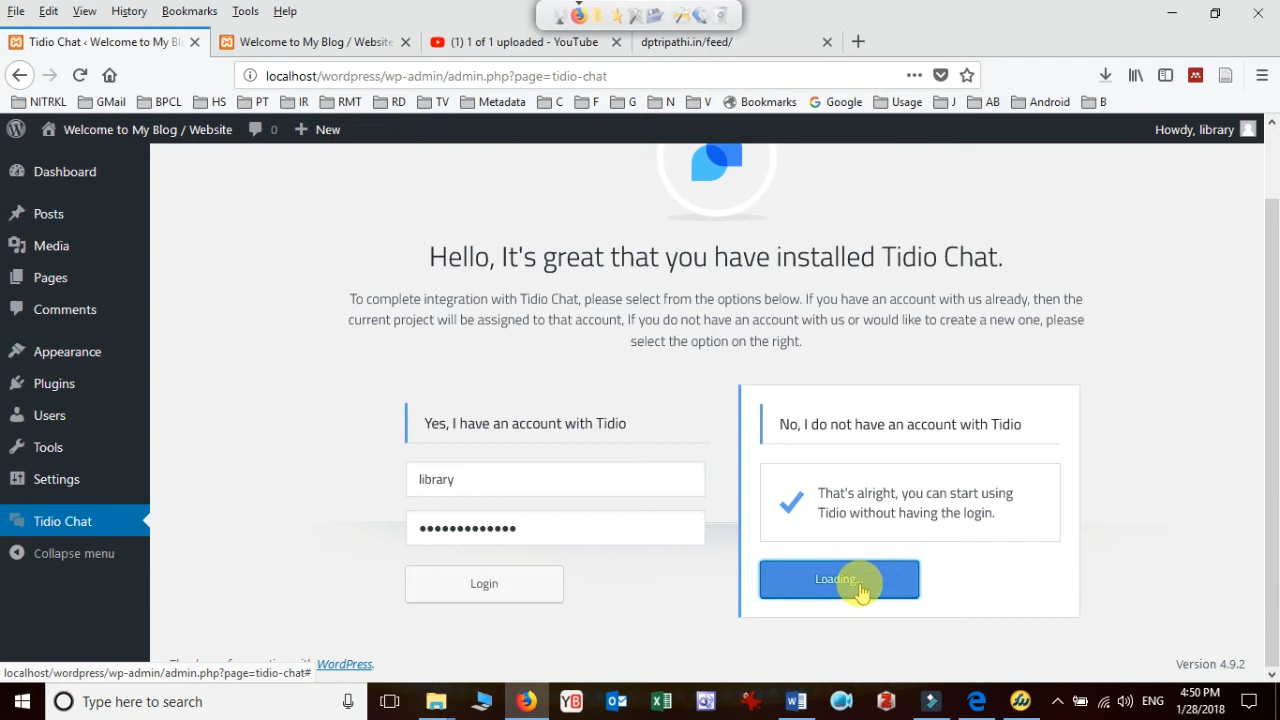 File Edit View History Bookmarks Tools Help
Tidio Chat ‹ Welcome to My Bl
Welcome to My Blog / Website
(1) 1 of 1 uploaded - YouTube
dptripathi.in/feed/
localhost/wordpress/wp-admin/admin.php?page=tidio-chat
NITRKL GMail BPCL HS PT IR RMT RD TV Metadata C F G N V Bookmarks Google Usage J AB Android B
Welcome to My Blog / Website 0 New Howdy, library
Dashboard
Posts
Media
Pages
Comments
Appearance
Plugins
Users
Tools
Settings
Tidio Chat
Collapse menu
Hello, It's great that you have installed Tidio Chat.
To complete integration with Tidio Chat, please select from the options below. If you have an account with us already, then the
current project will be assigned to that account, If you do not have an account with us or would like to create a new one, please
select the option on the right.
Yes, I have an account with Tidio
library
•••••••••••••
Login
No, I do not have an account with Tidio
That's alright, you can start using
Tidio without having the login.
Loading...
WordPress.
Version 4.9.2
localhost/wordpress/wp-admin/admin.php?page=tidio-chat#
Type here to search
ENG
4:50 PM
1/28/2018